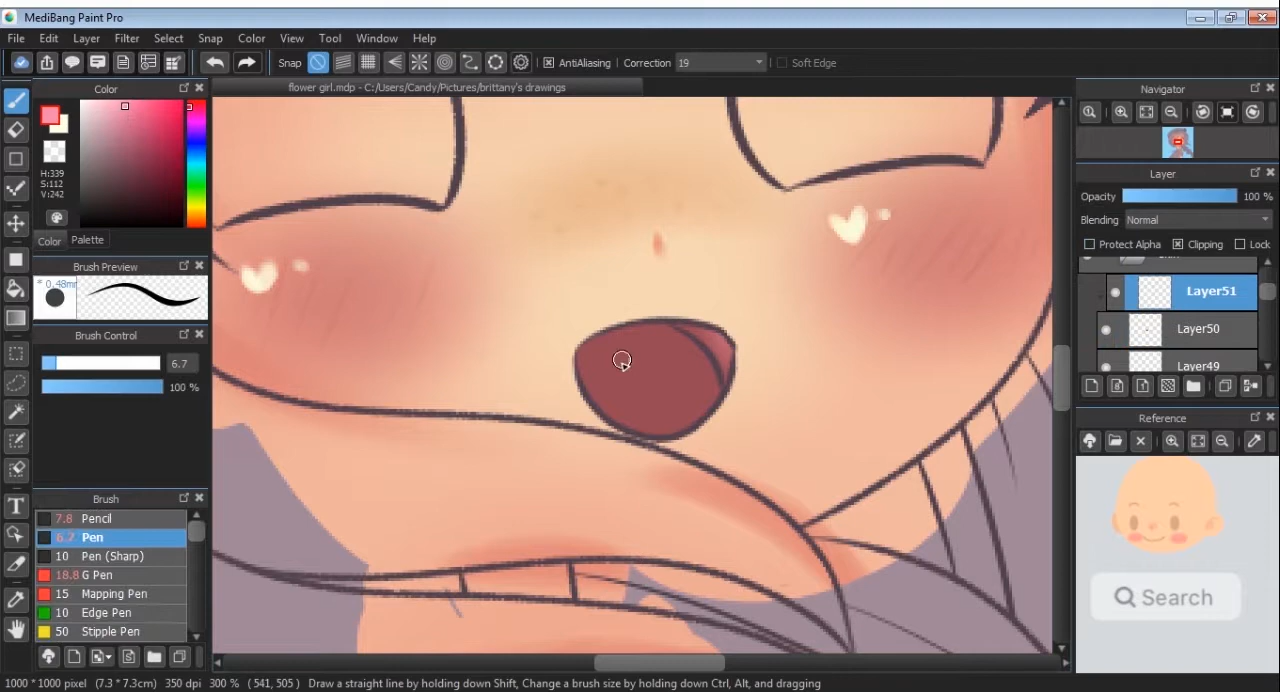 MediBang Paint Pro
File Edit Layer Filter Select Snap Color View Tool Window Help
Snap AntiAliasing Correction 19 Soft Edge
Color
flower girl.mdp - C:/Users/Candy/Pictures/brittany's drawings
H:339
S:112
V:242
Color Palette
Brush Preview
* 0.48mm
Brush Control
6.7
100 %
Brush
7.8 Pencil
6.7 Pen
10 Pen (Sharp)
18.8 G Pen
15 Mapping Pen
10 Edge Pen
50 Stipple Pen
Navigator
Layer
Opacity 100 %
Blending Normal
Protect Alpha Clipping Lock
Layer51
Layer50
Layer49
Reference
Search
1000 * 1000 pixel (7.3 * 7.3cm) 350 dpi 300 % ( 541, 505 ) Draw a straight line by holding down Shift, Change a brush size by holding down Ctrl, Alt, and dragging